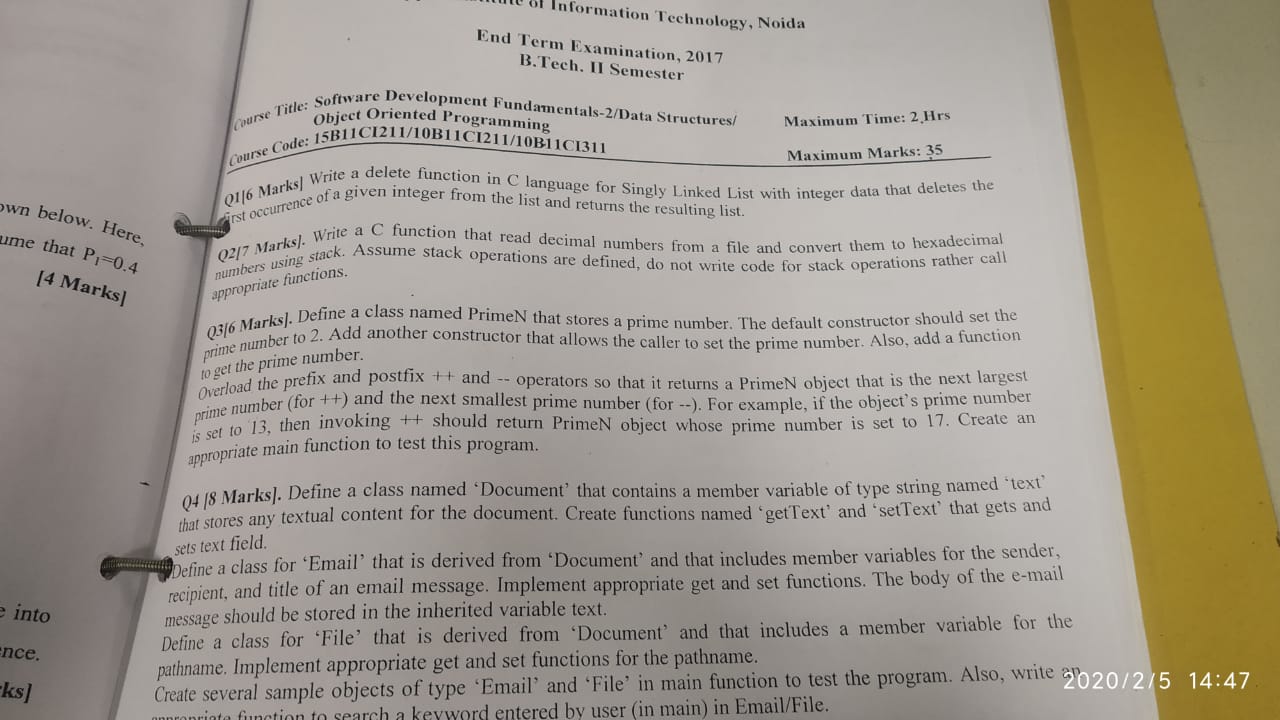 of Information Technology, Noida
End Term Examination, 2017
B.Tech. II Semester
Course Title: Software Development Fundamentals-2/Data Structures/
Object Oriented Programming
Maximum Time: 2 Hrs
Course Code: 15B11CI211/10B11CI211/10B11CI311
Maximum Marks: 35
Q1[6 Marks] Write a delete function in C language for Singly Linked List with integer data that deletes the
first occurrence of a given integer from the list and returns the resulting list.
Q2[7 Marks]. Write a C function that read decimal numbers from a file and convert them to hexadecimal
numbers using stack. Assume stack operations are defined, do not write code for stack operations rather call
appropriate functions.
Q3[6 Marks]. Define a class named PrimeN that stores a prime number. The default constructor should set the
prime number to 2. Add another constructor that allows the caller to set the prime number. Also, add a function
to get the prime number.
Overload the prefix and postfix ++ and -- operators so that it returns a PrimeN object that is the next largest
prime number (for ++) and the next smallest prime number (for --). For example, if the object's prime number
is set to 13, then invoking ++ should return PrimeN object whose prime number is set to 17. Create an
appropriate main function to test this program.
Q4 [8 Marks]. Define a class named 'Document' that contains a member variable of type string named 'text'
that stores any textual content for the document. Create functions named 'getText' and 'setText' that gets and
sets text field.
Define a class for 'Email' that is derived from 'Document' and that includes member variables for the sender,
recipient, and title of an email message. Implement appropriate get and set functions. The body of the e-mail
message should be stored in the inherited variable text.
Define a class for 'File' that is derived from 'Document' and that includes a member variable for the
pathname. Implement appropriate get and set functions for the pathname.
Create several sample objects of type 'Email' and 'File' in main function to test the program. Also, write an
appropriate function to search a keyword entered by user (in main) in Email/File.
own below. Here,
ume that P1=0.4
[4 Marks]
e into
ence.
ks]
2020/2/5 14:47